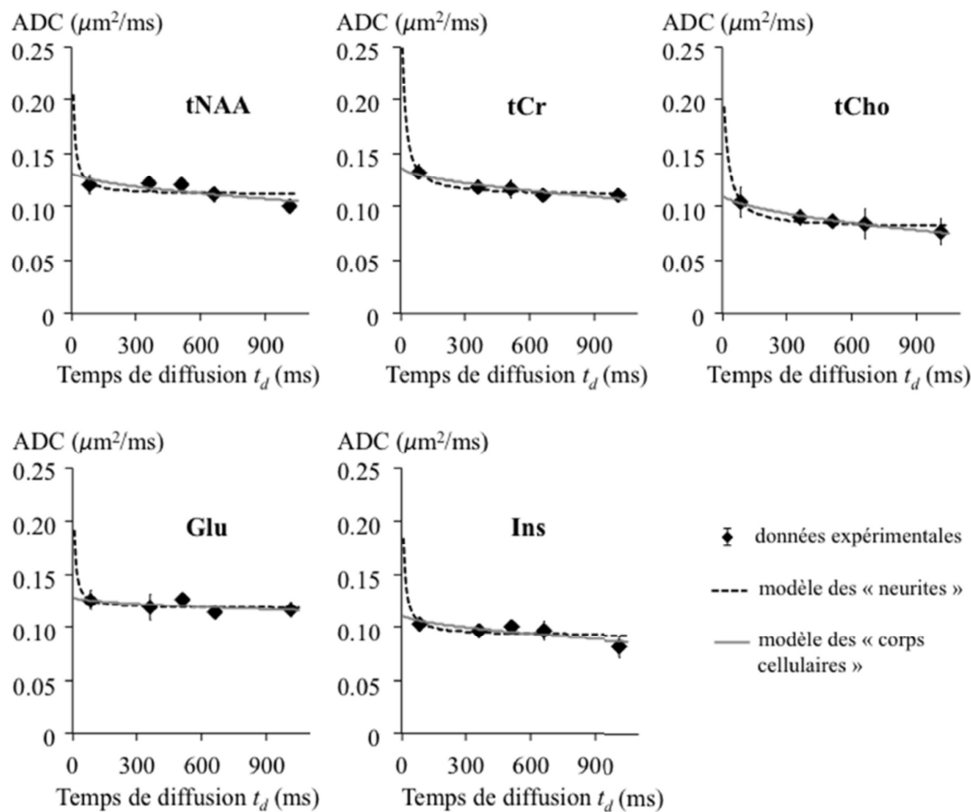 ADC (μm²/ms)
0.25
0.20
0.15
0.10
0.05
0
tNAA
0 300 600 900
Temps de diffusion t_d (ms)
ADC (μm²/ms)
0.25
0.20
0.15
0.10
0.05
0
tCr
0 300 600 900
Temps de diffusion t_d (ms)
ADC (μm²/ms)
0.25
0.20
0.15
0.10
0.05
0
tCho
0 300 600 900
Temps de diffusion t_d (ms)
ADC (μm²/ms)
0.25
0.20
0.15
0.10
0.05
0
Glu
0 300 600 900
Temps de diffusion t_d (ms)
ADC (μm²/ms)
0.25
0.20
0.15
0.10
0.05
0
Ins
0 300 600 900
Temps de diffusion t_d (ms)
données expérimentales
modèle des « neurites »
modèle des « corps
cellulaires »